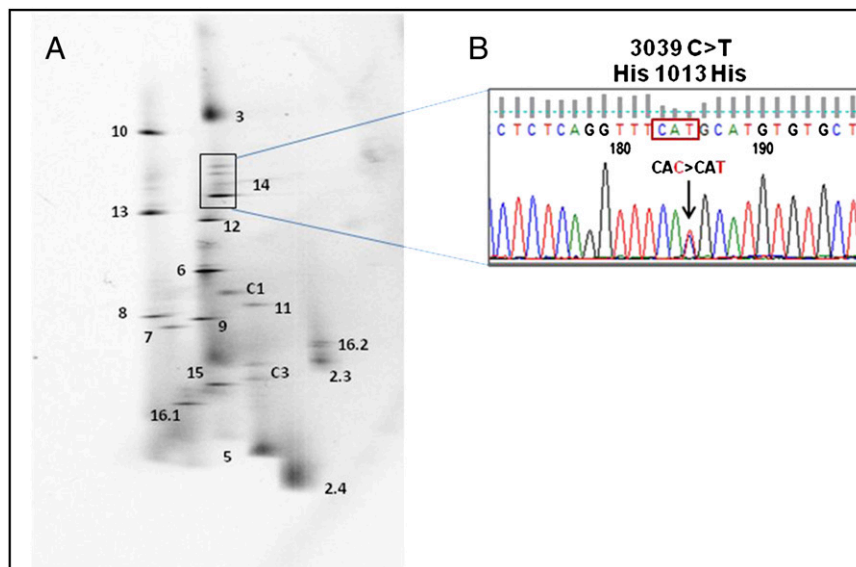 A
B
3039 C>T
His 1013 His
3
10
14
13
12
6
C1
11
8
7
9
16.2
15
C3
2.3
16.1
5
2.4
CTCTCAGGTTTCATGCATGTGTGCT
180 190
CAC>CAT